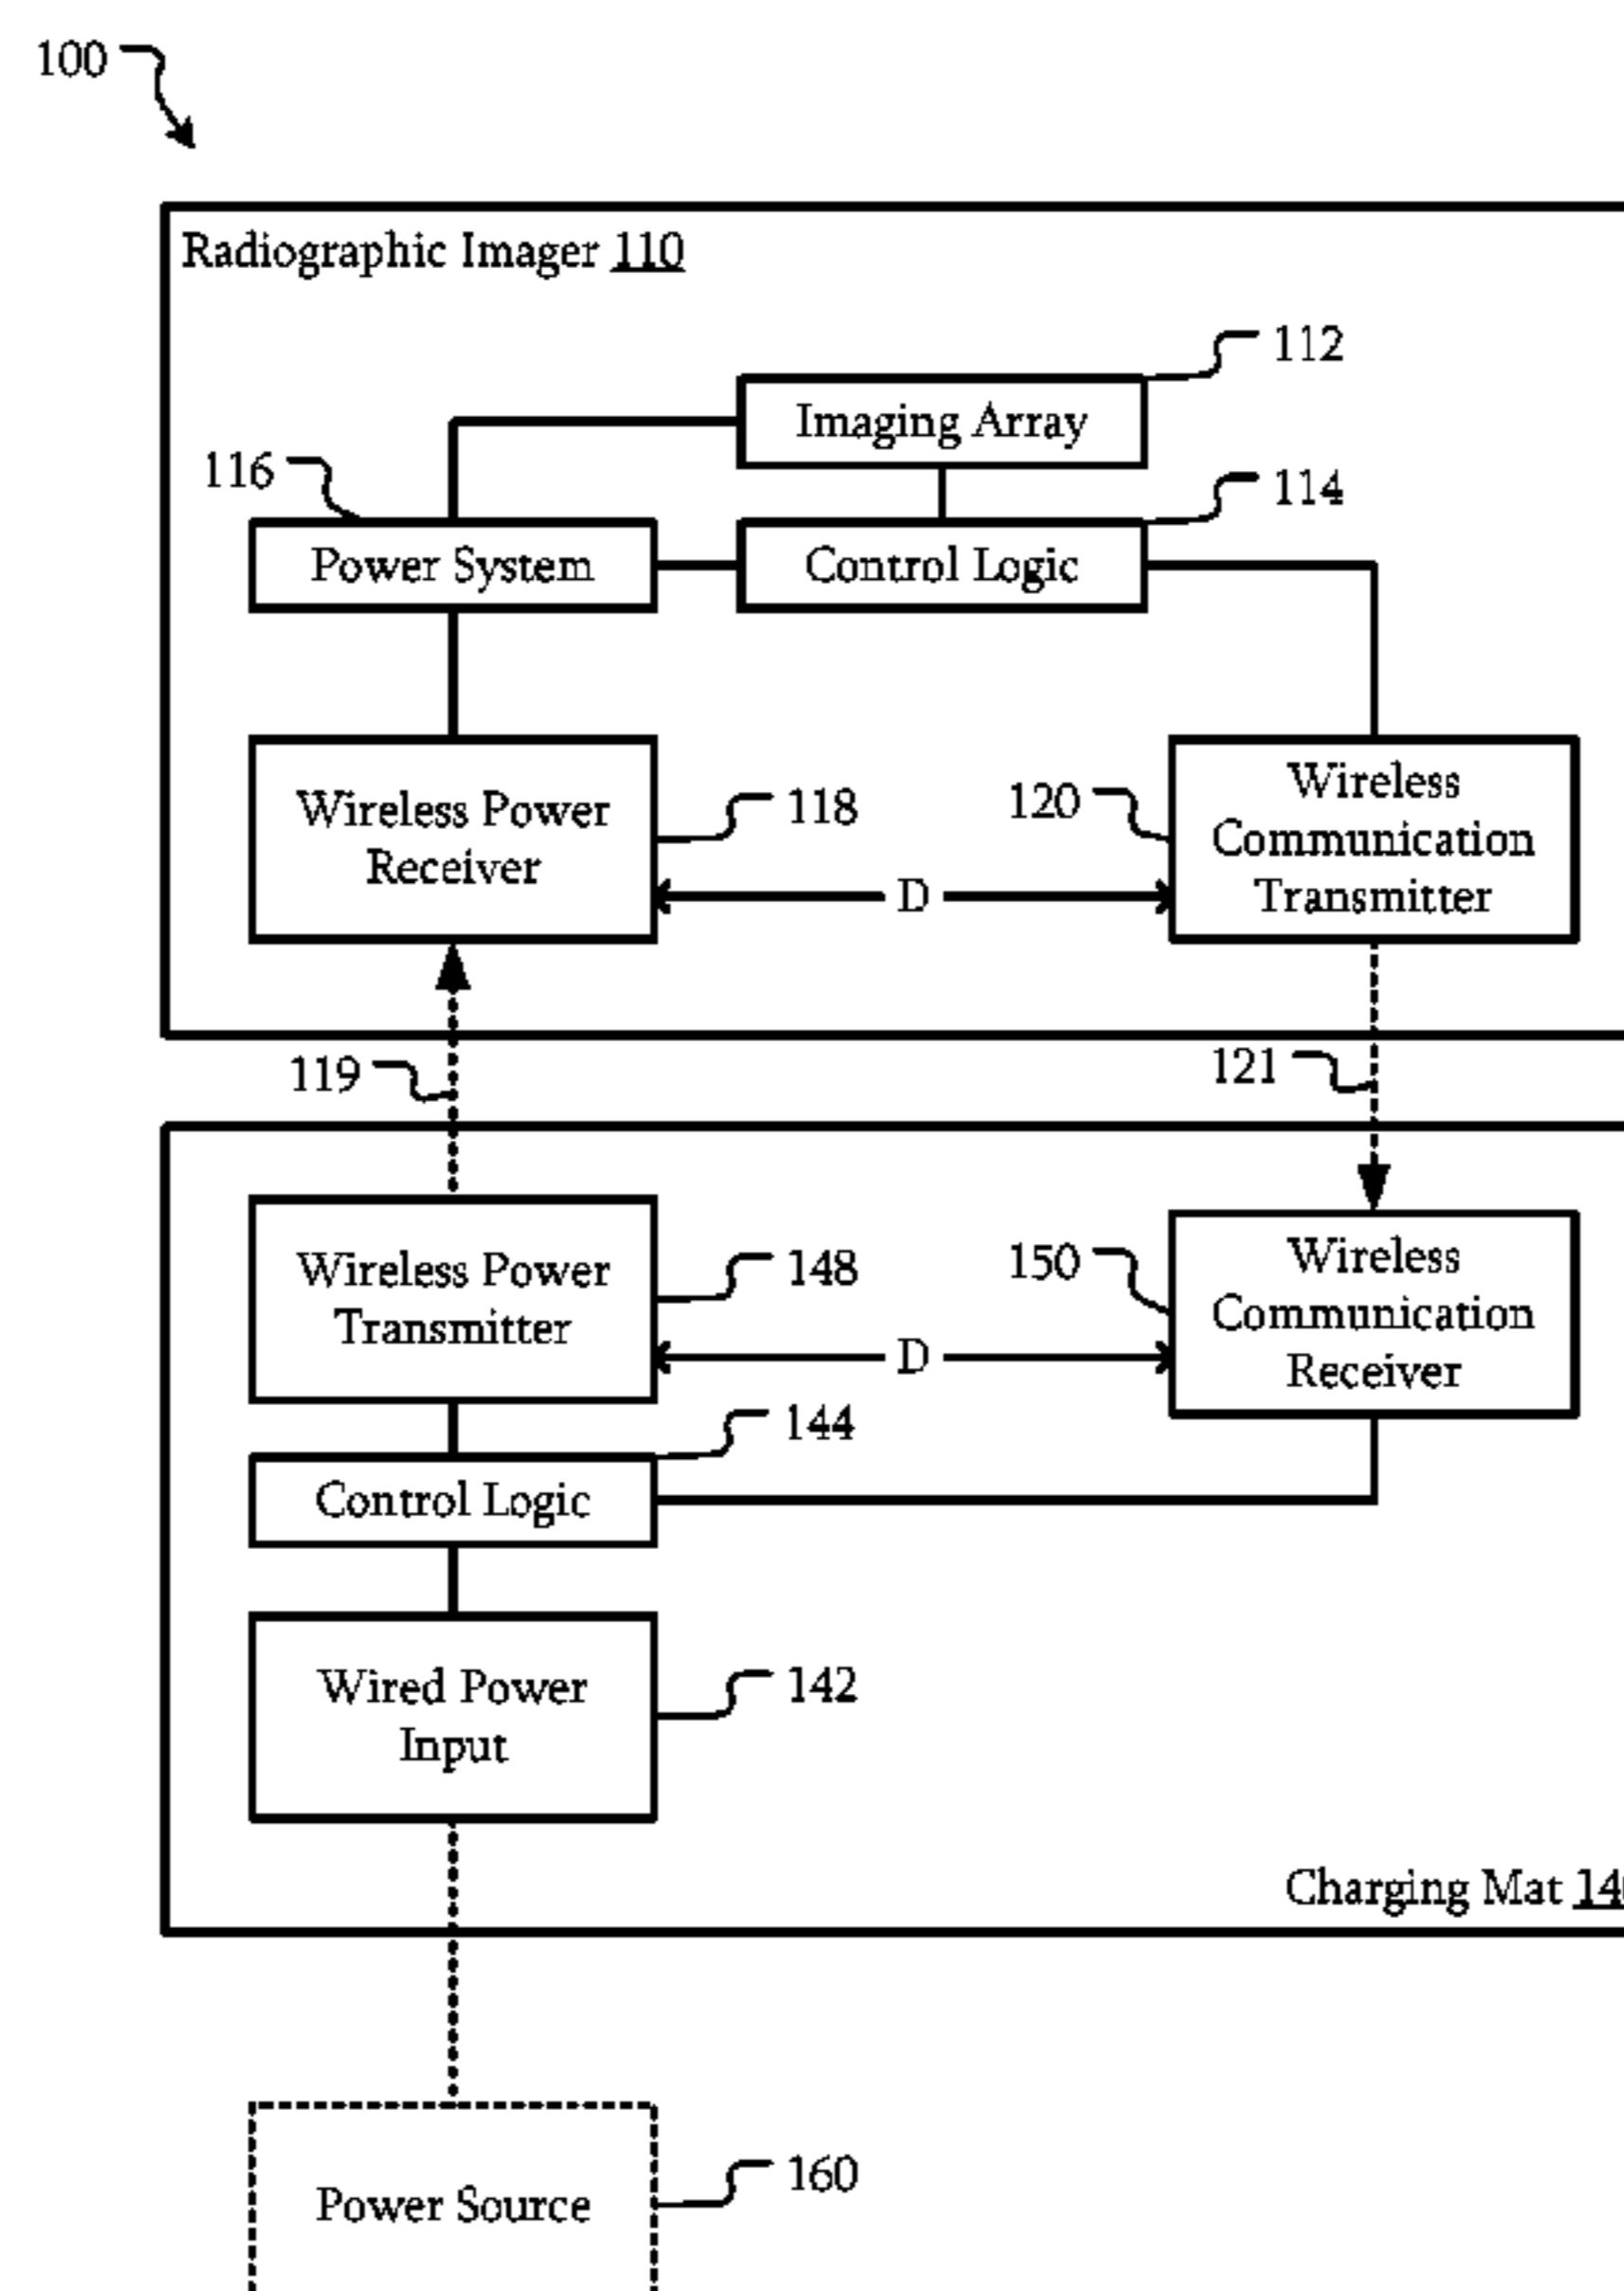 100
Radiographic Imager 110
112
Imaging Array
116
114
Power System
Control Logic
Wireless Power
Receiver
118
120
Wireless
Communication
Transmitter
D
119
121
Wireless Power
Transmitter
148
150
Wireless
Communication
Receiver
D
144
Control Logic
Wired Power
Input
142
Charging Mat
160
Power Source